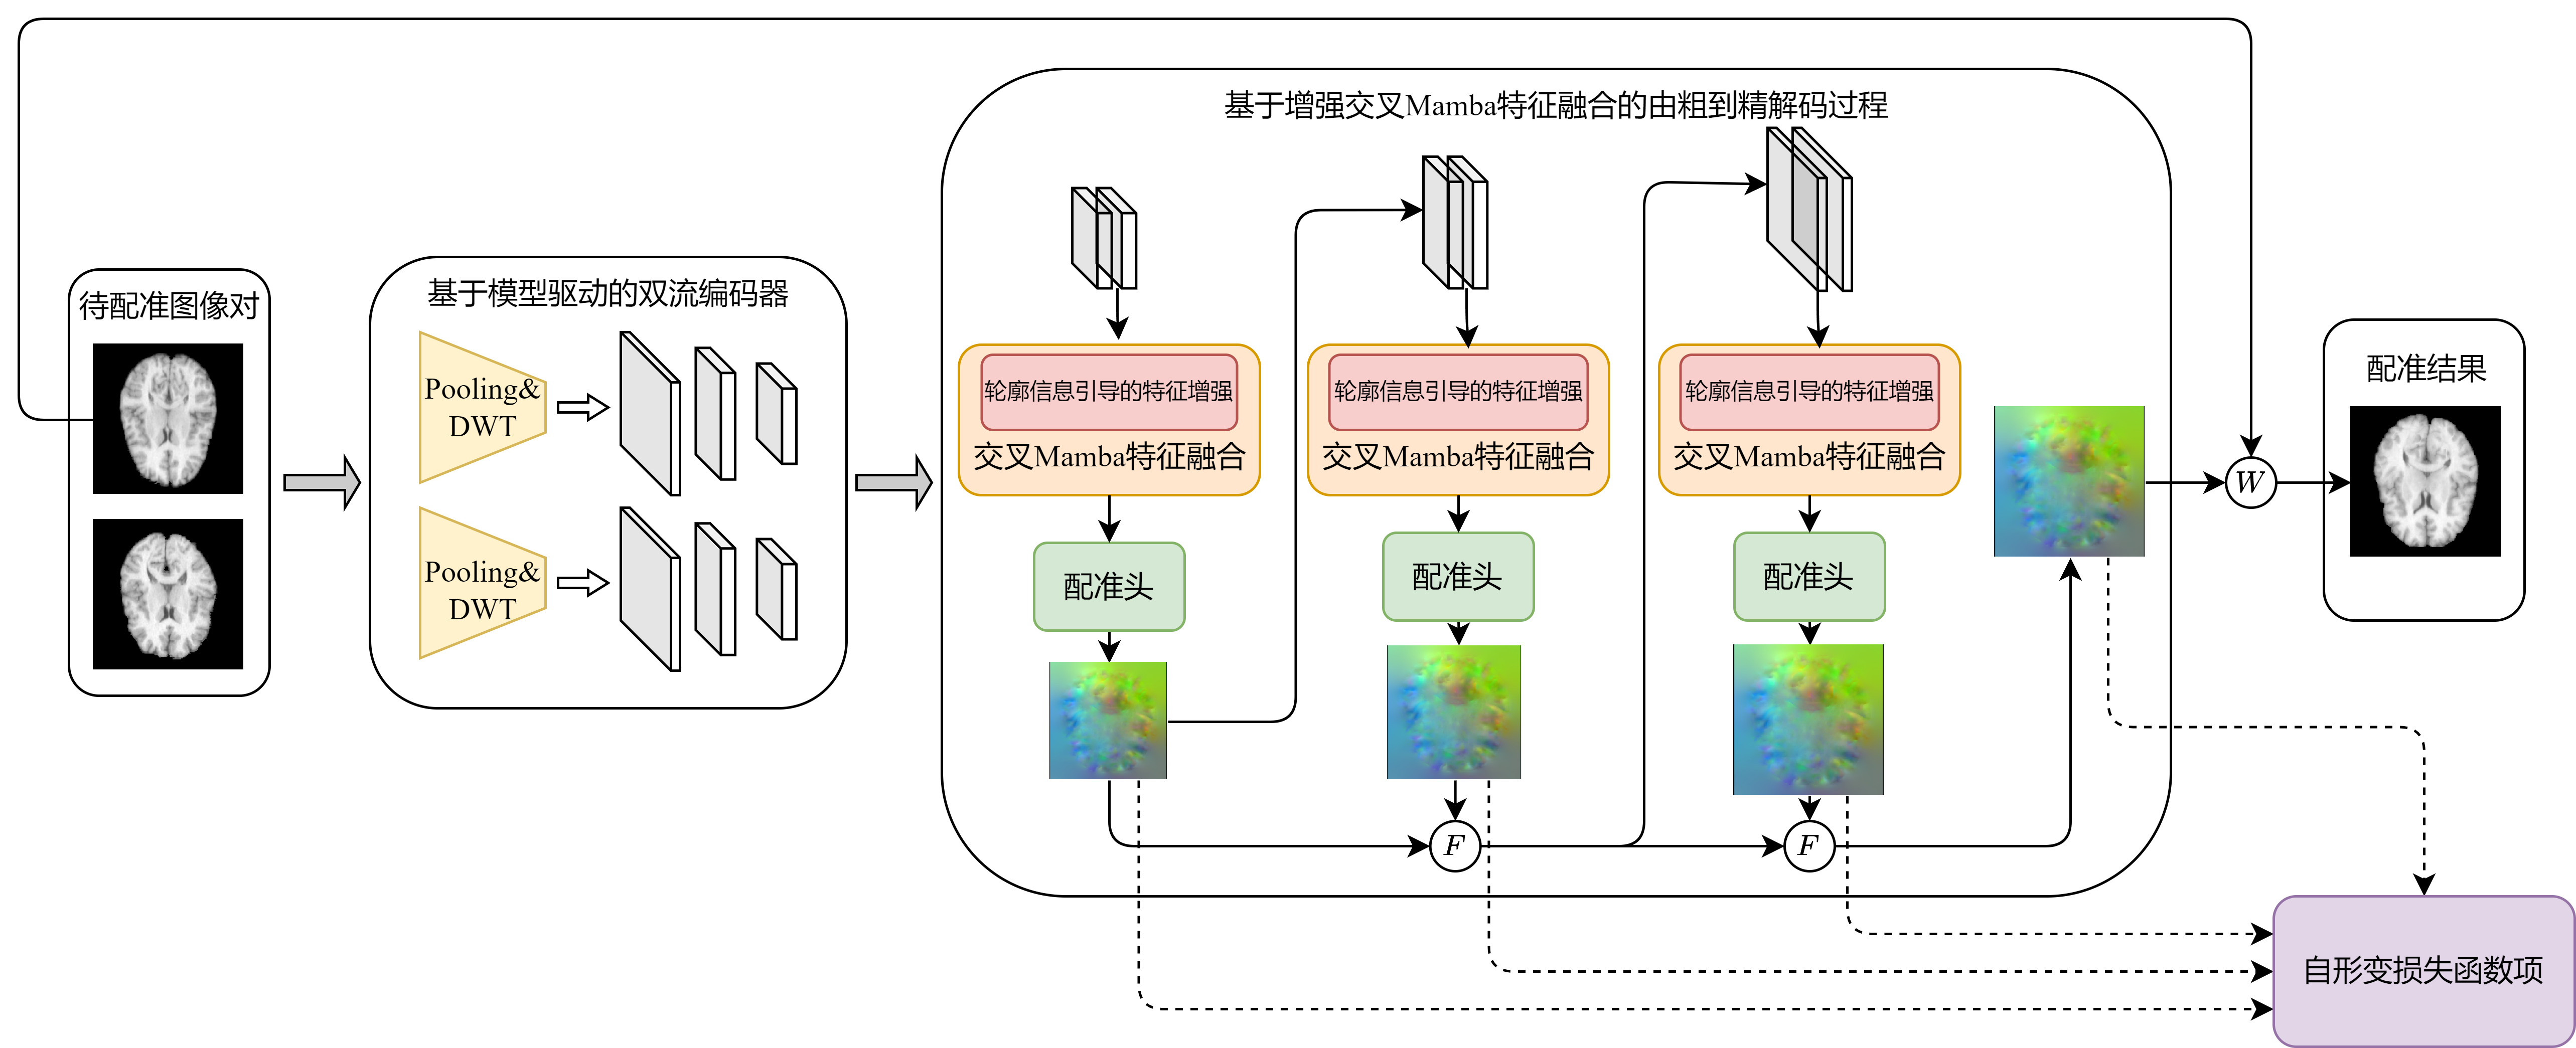 基于增强交叉Mamba特征融合的由粗到精解码过程
待配准图像对
基于模型驱动的双流编码器
Pooling&
DWT
Pooling&
DWT
轮廓信息引导的特征增强
交叉Mamba特征融合
配准头
轮廓信息引导的特征增强
交叉Mamba特征融合
配准头
轮廓信息引导的特征增强
交叉Mamba特征融合
配准头
F
F
W
配准结果
自形变损失函数项